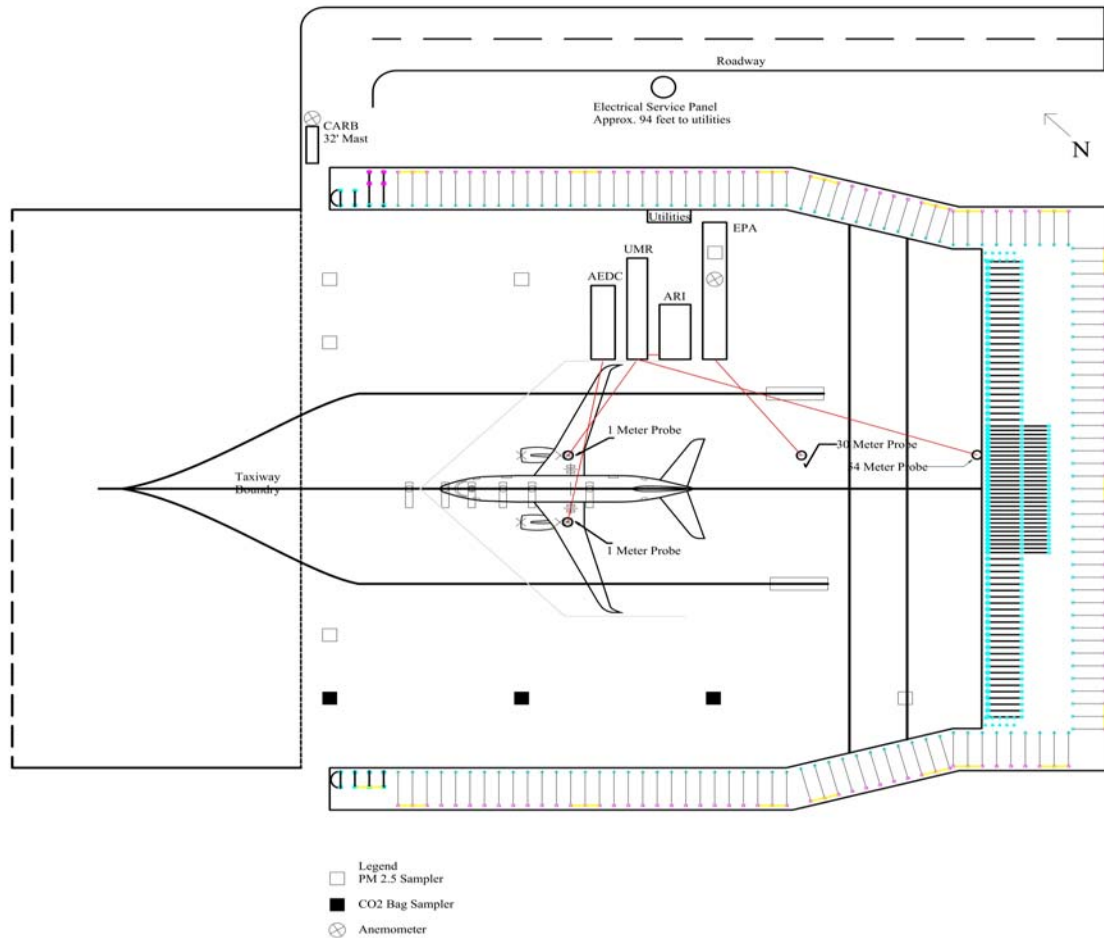 Roadway
Electrical Service Panel
Approx. 94 feet to utilities
CARB
32' Mast
N
Utilities
EPA
UMR
AEDC
ARI
1 Meter Probe
30 Meter Probe
54 Meter Probe
Taxiway
Boundry
1 Meter Probe
Legend
PM 2.5 Sampler
CO2 Bag Sampler
Anemometer